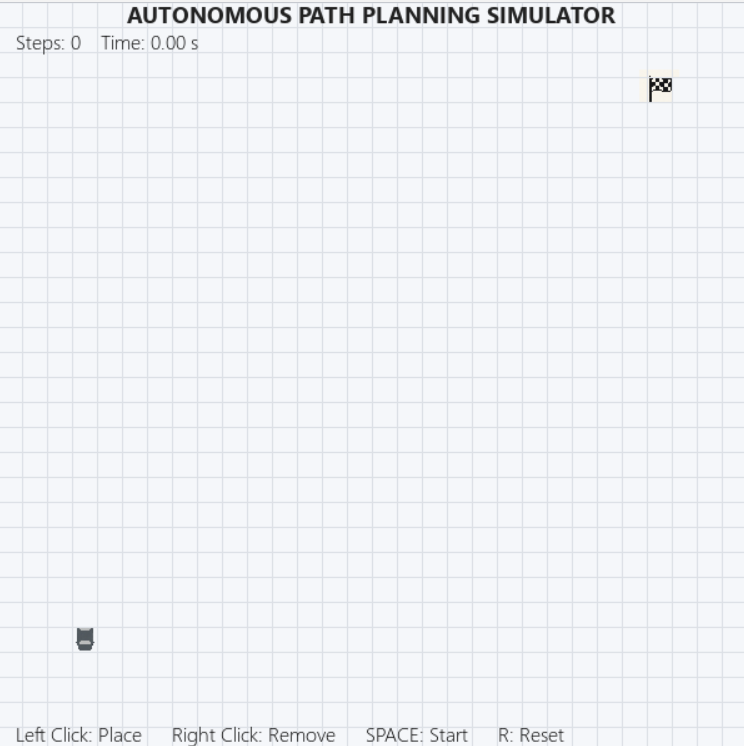 AUTONOMOUS PATH PLANNING SIMULATOR
Steps: 0 Time: 0.00 s
Left Click: Place Right Click: Remove SPACE: Start R: Reset